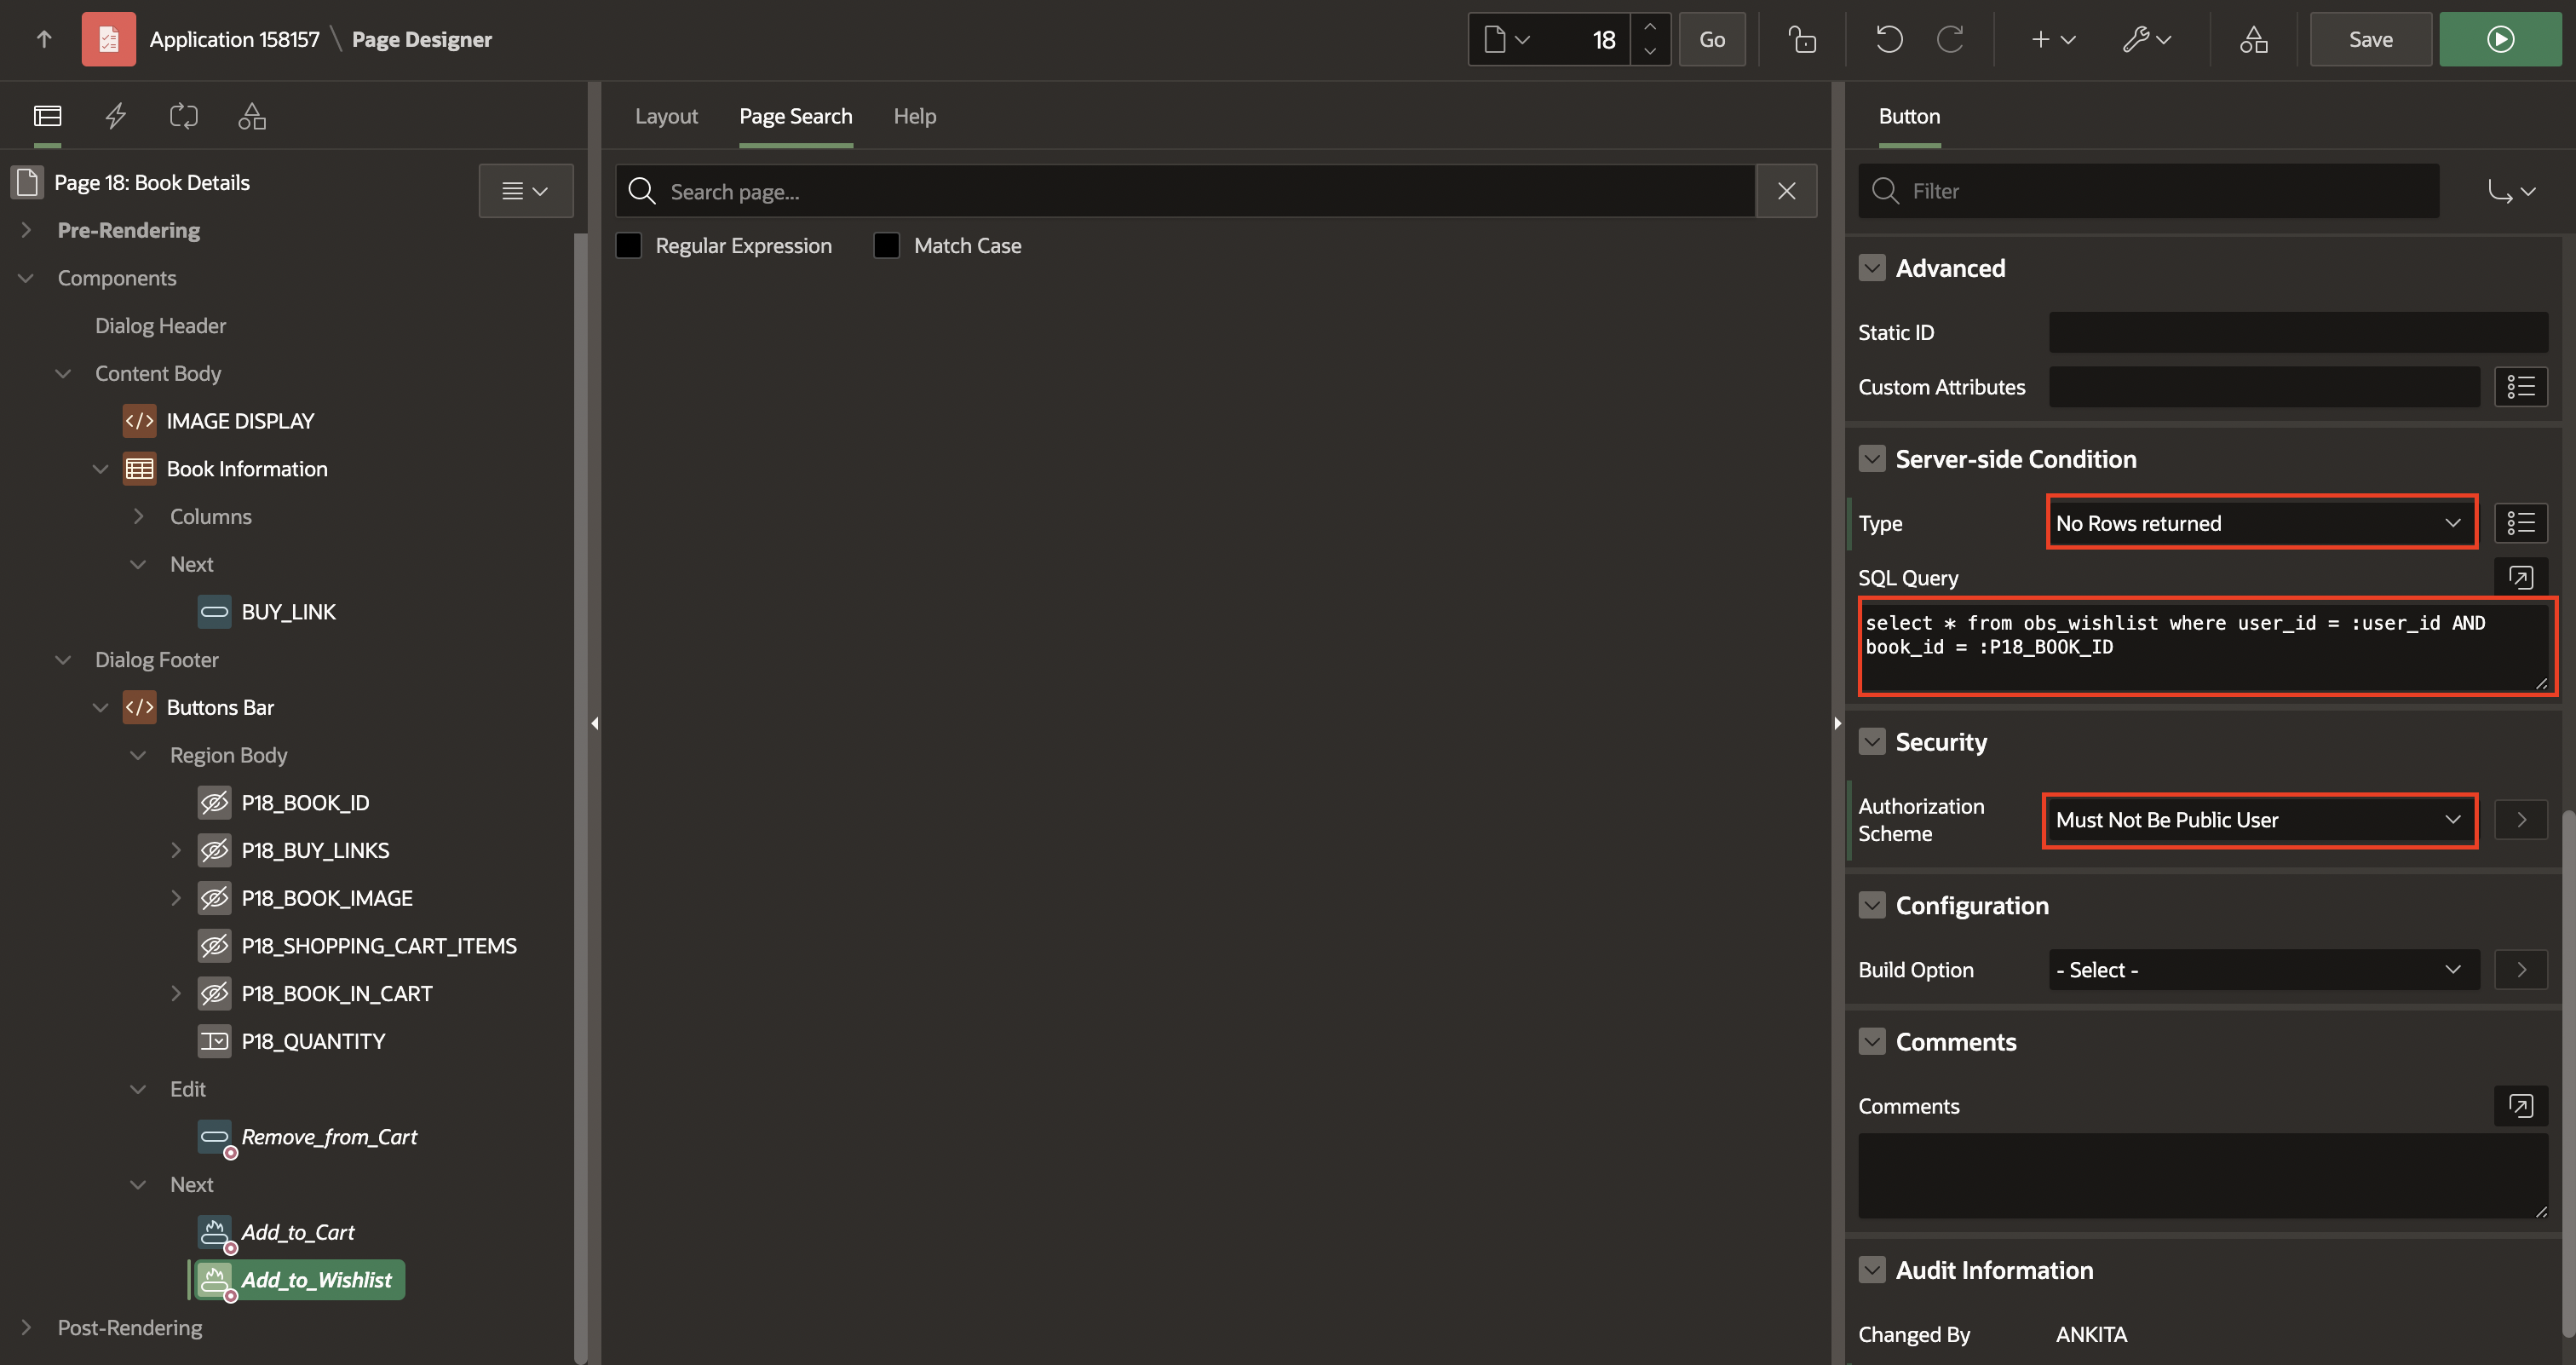 Application 158157 \ Page Designer
18
Go
Save
Page 18: Book Details
Pre-Rendering
Components
Dialog Header
Content Body
IMAGE DISPLAY
Book Information
Columns
Next
BUY_LINK
Dialog Footer
Buttons Bar
Region Body
P18_BOOK_ID
P18_BUY_LINKS
P18_BOOK_IMAGE
P18_SHOPPING_CART_ITEMS
P18_BOOK_IN_CART
P18_QUANTITY
Edit
Remove_from_Cart
Next
Add_to_Cart
Add_to_Wishlist
Post-Rendering
Layout Page Search Help
Search page...
Regular Expression Match Case
Button
Filter
Advanced
Static ID
Custom Attributes
Server-side Condition
Type No Rows returned
SQL Query
select * from obs_wishlist where user_id = :user_id AND
book_id = :P18_BOOK_ID
Security
Authorization
Scheme
Must Not Be Public User
Configuration
Build Option - Select -
Comments
Comments
Audit Information
Changed By ANKITA